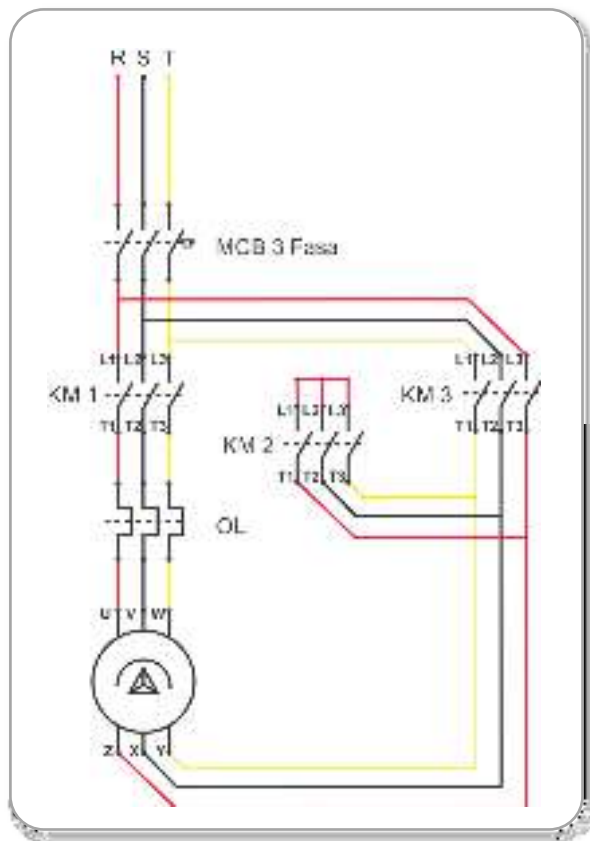 R S T
MCB 3 Fasa
L1 L2 L3
KM 1
T1 T2 T3
L1 L2 L3
KM 2
T1 T2 T3
L1 L2 L3
KM 3
T1 T2 T3
OL
U V W
Z X Y